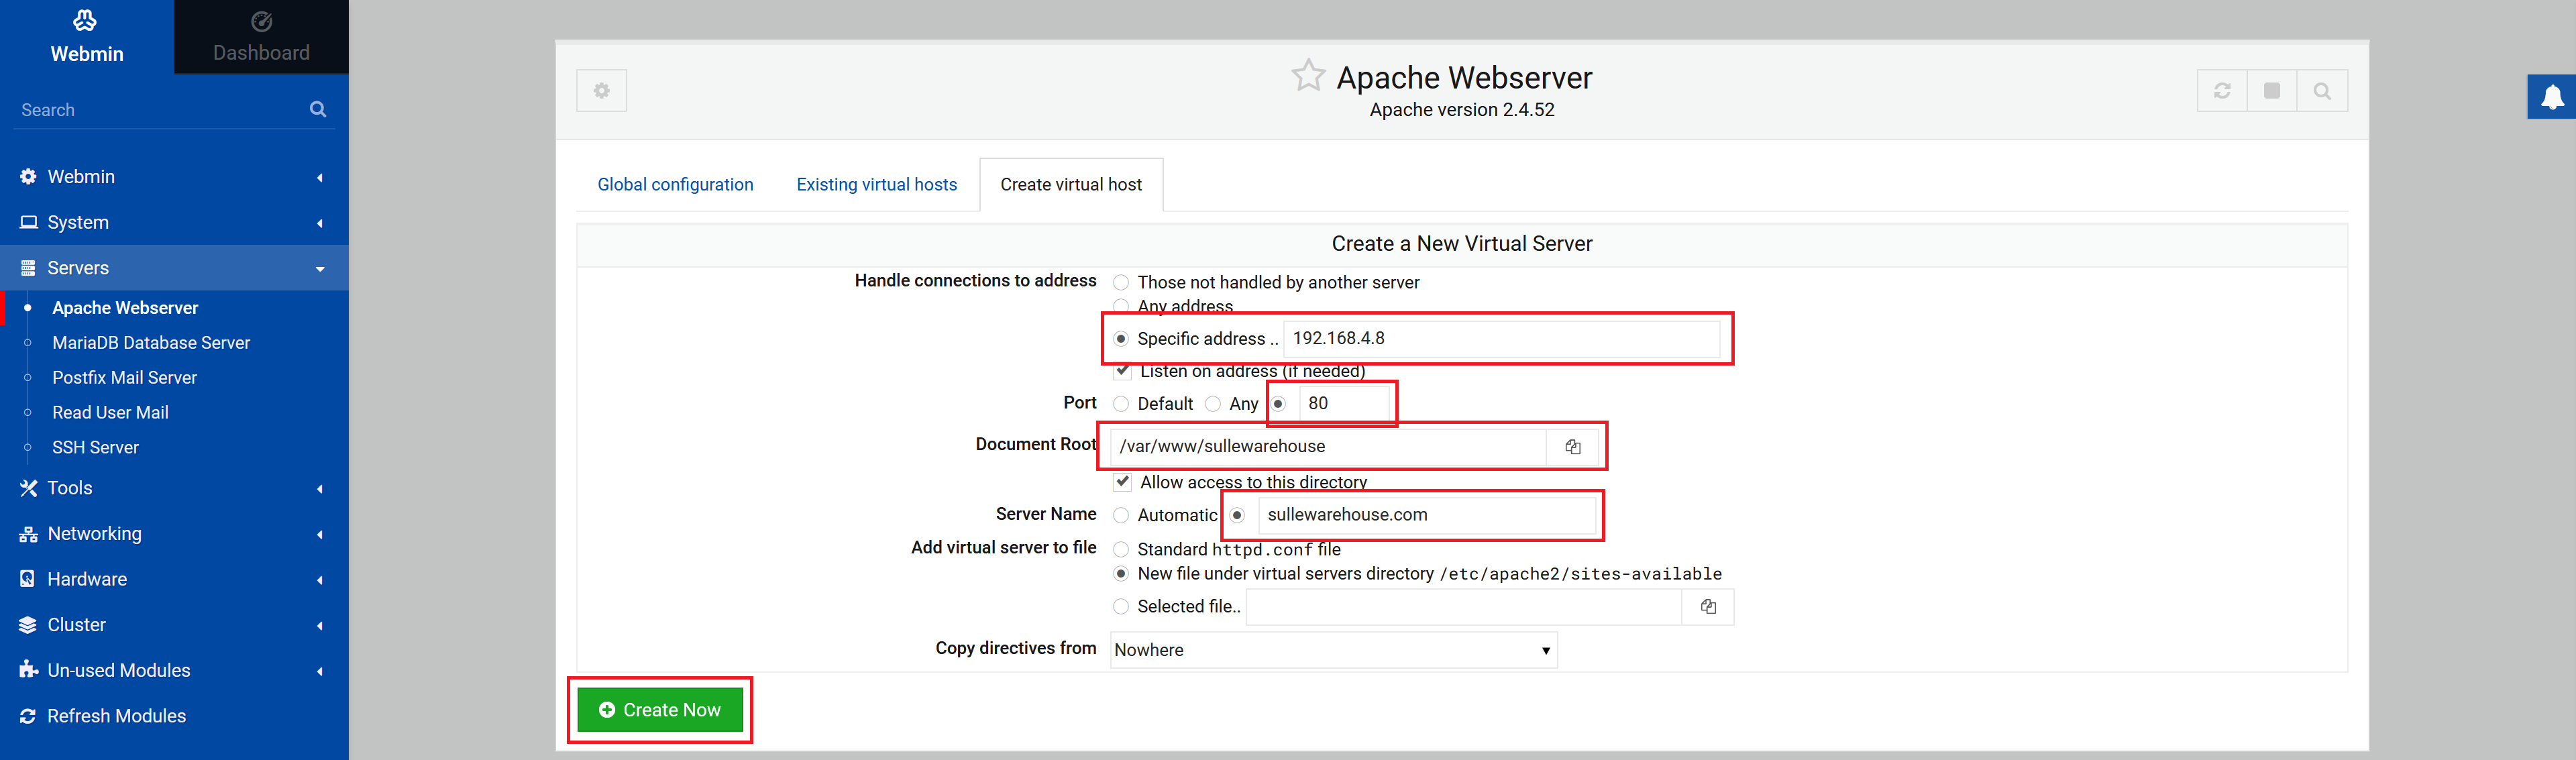 Webmin
Dashboard
Search
Webmin
System
Servers
Apache Webserver
MariaDB Database Server
Postfix Mail Server
Read User Mail
SSH Server
Tools
Networking
Hardware
Cluster
Un-used Modules
Refresh Modules
Apache Webserver
Apache version 2.4.52
Global configuration Existing virtual hosts Create virtual host
Create a New Virtual Server
Handle connections to address Those not handled by another server
Any address
Specific address .. 192.168.4.8
Listen on address (if needed)
Port Default Any 80
Document Root /var/www/sullewarehouse
Allow access to this directory
Server Name Automatic sullewarehouse.com
Add virtual server to file Standard httpd.conf file
New file under virtual servers directory /etc/apache2/sites-available
Selected file..
Copy directives from Nowhere
Create Now